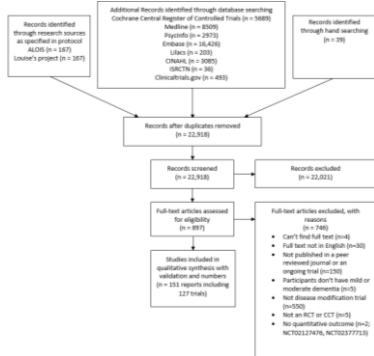 Records identified
through research sources
as specified in protocol
ALOIS (n = 167)
Louise's project (n = 167)
Additional Records identified through database searching
Cochrane Central Register of Controlled Trials (n = 5689)
Medline (n = 8509)
PsycInfo (n = 2973)
Embase (n = 16,426)
Lilacs (n = 203)
CINAHL (n = 3085)
ISRCTN (n = 36)
Clinicaltrials.gov (n = 493)
Records identified
through hand searching
(n = 39)
Records after duplicates removed
(n = 22,918)
Records screened
(n = 22,918)
Records excluded
(n = 22,021)
Full-text articles assessed
for eligibility
(n = 897)
Full-text articles excluded, with
reasons
(n = 746)
• Can't find full text (n=4)
• Full text not in English (n=30)
• Not published in a peer
reviewed journal or an
ongoing trial (n=150)
• Participants don't have mild or
moderate dementia (n=5)
• Not disease modification trial
(n=550)
• Not an RCT or CCT (n=5)
• No quantitative outcome (n=2;
NCT02127476, NCT02377713)
Studies included in
qualitative synthesis with
validation and numbers
(n = 151 reports including
127 trials)